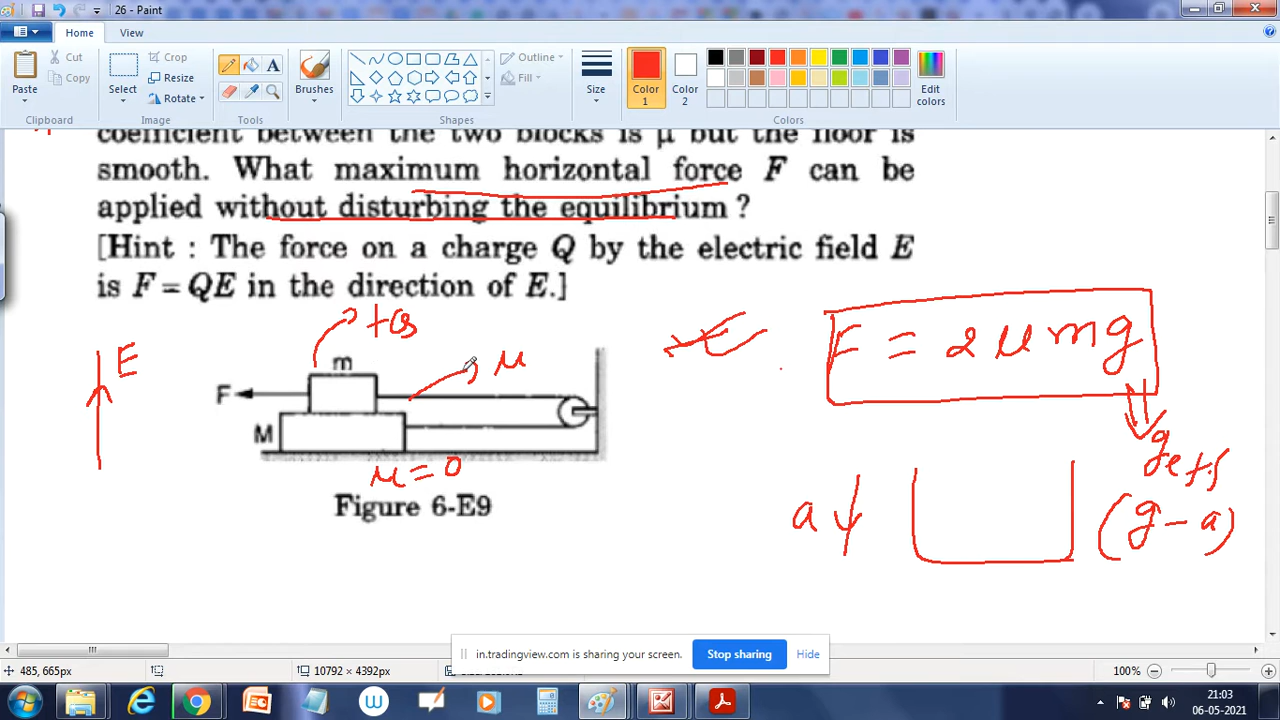 26 - Paint
Home
View
Paste
Cut
Copy
Clipboard
Select
Crop
Resize
Rotate
Image
Tools
Brushes
Outline
Fill
Shapes
Size
Color 1
Color 2
Edit colors
Colors
coefficient between the two blocks is μ but the floor is
smooth. What maximum horizontal force F can be
applied without disturbing the equilibrium ?
[Hint : The force on a charge Q by the electric field E
is F = QE in the direction of E.]
+Q
E
m
μ
F
M
μ = 0
Figure 6-E9
F = 2 μ m g
geff
a
(g - a)
in.tradingview.com is sharing your screen.
Stop sharing
Hide
485, 665px
10792 × 4392px
100%
21:03
06-05-2021